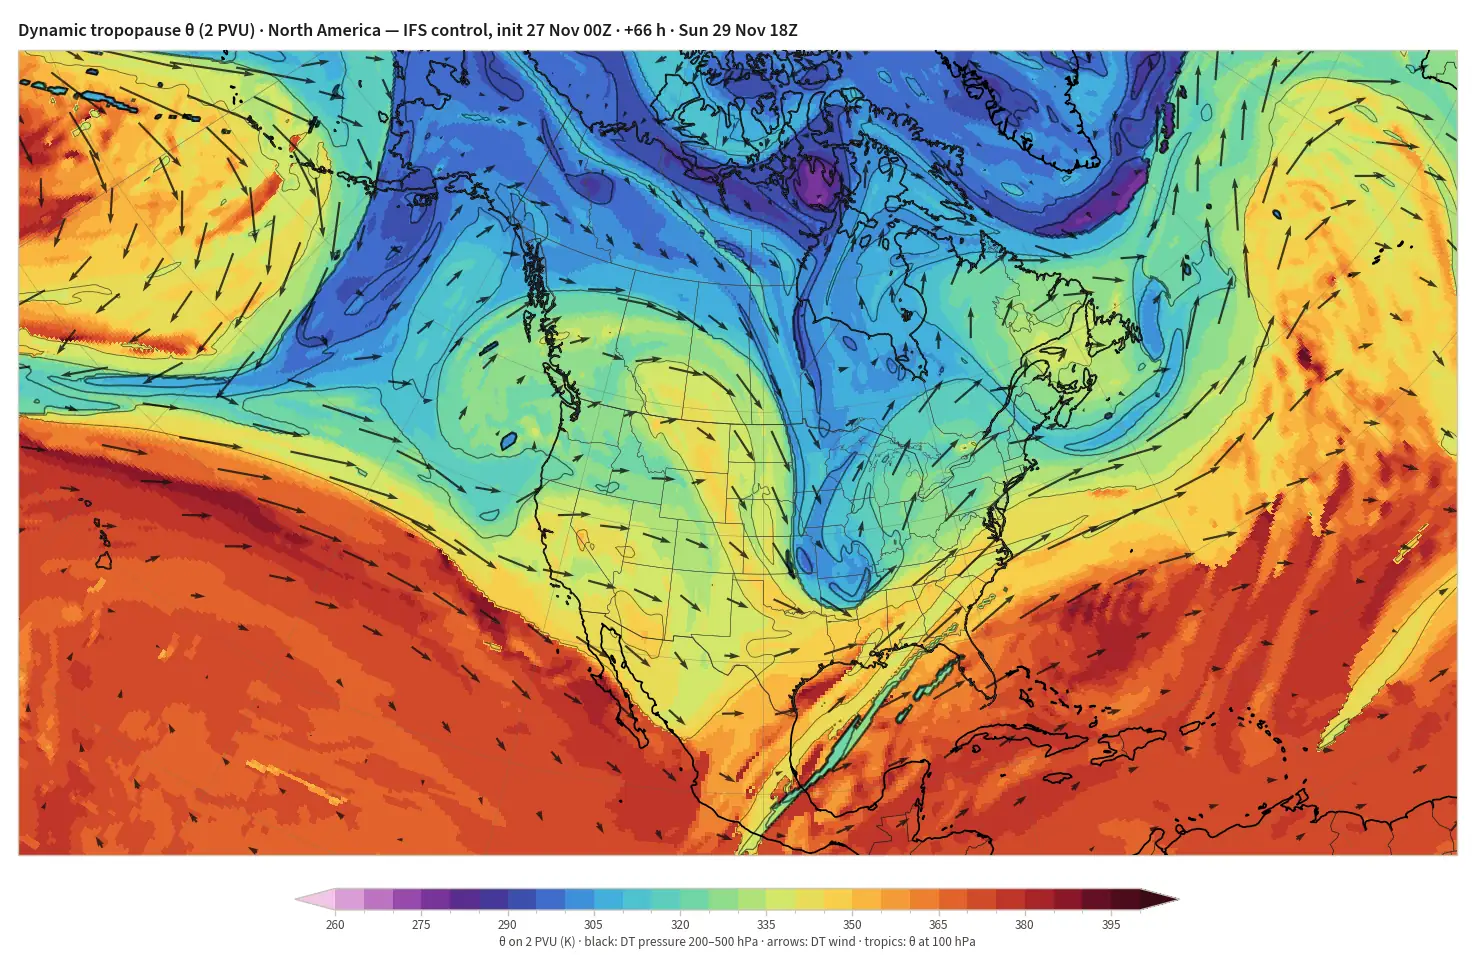 Dynamic tropopause θ (2 PVU) · North America — IFS control, init 27 Nov 00Z · +66 h · Sun 29 Nov 18Z
260 275 290 305 320 335 350 365 380 395
θ on 2 PVU (K) · black: DT pressure 200–500 hPa · arrows: DT wind · tropics: θ at 100 hPa